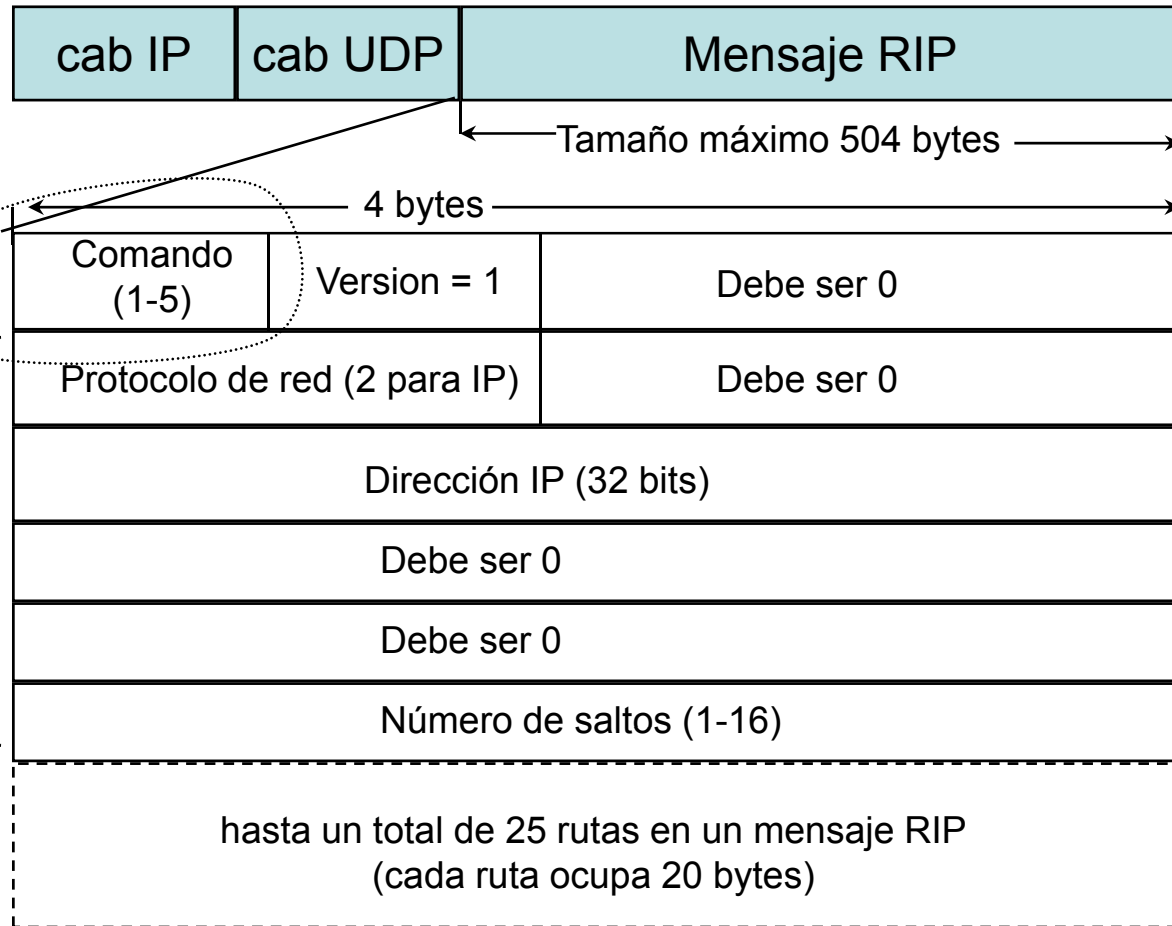 cab IP
cab UDP
Mensaje RIP
Tamaño máximo 504 bytes
4 bytes
Comando
(1-5)
Version = 1
Debe ser 0
Protocolo de red (2 para IP)
Debe ser 0
Dirección IP (32 bits)
Debe ser 0
Debe ser 0
Número de saltos (1-16)
hasta un total de 25 rutas en un mensaje RIP
(cada ruta ocupa 20 bytes)